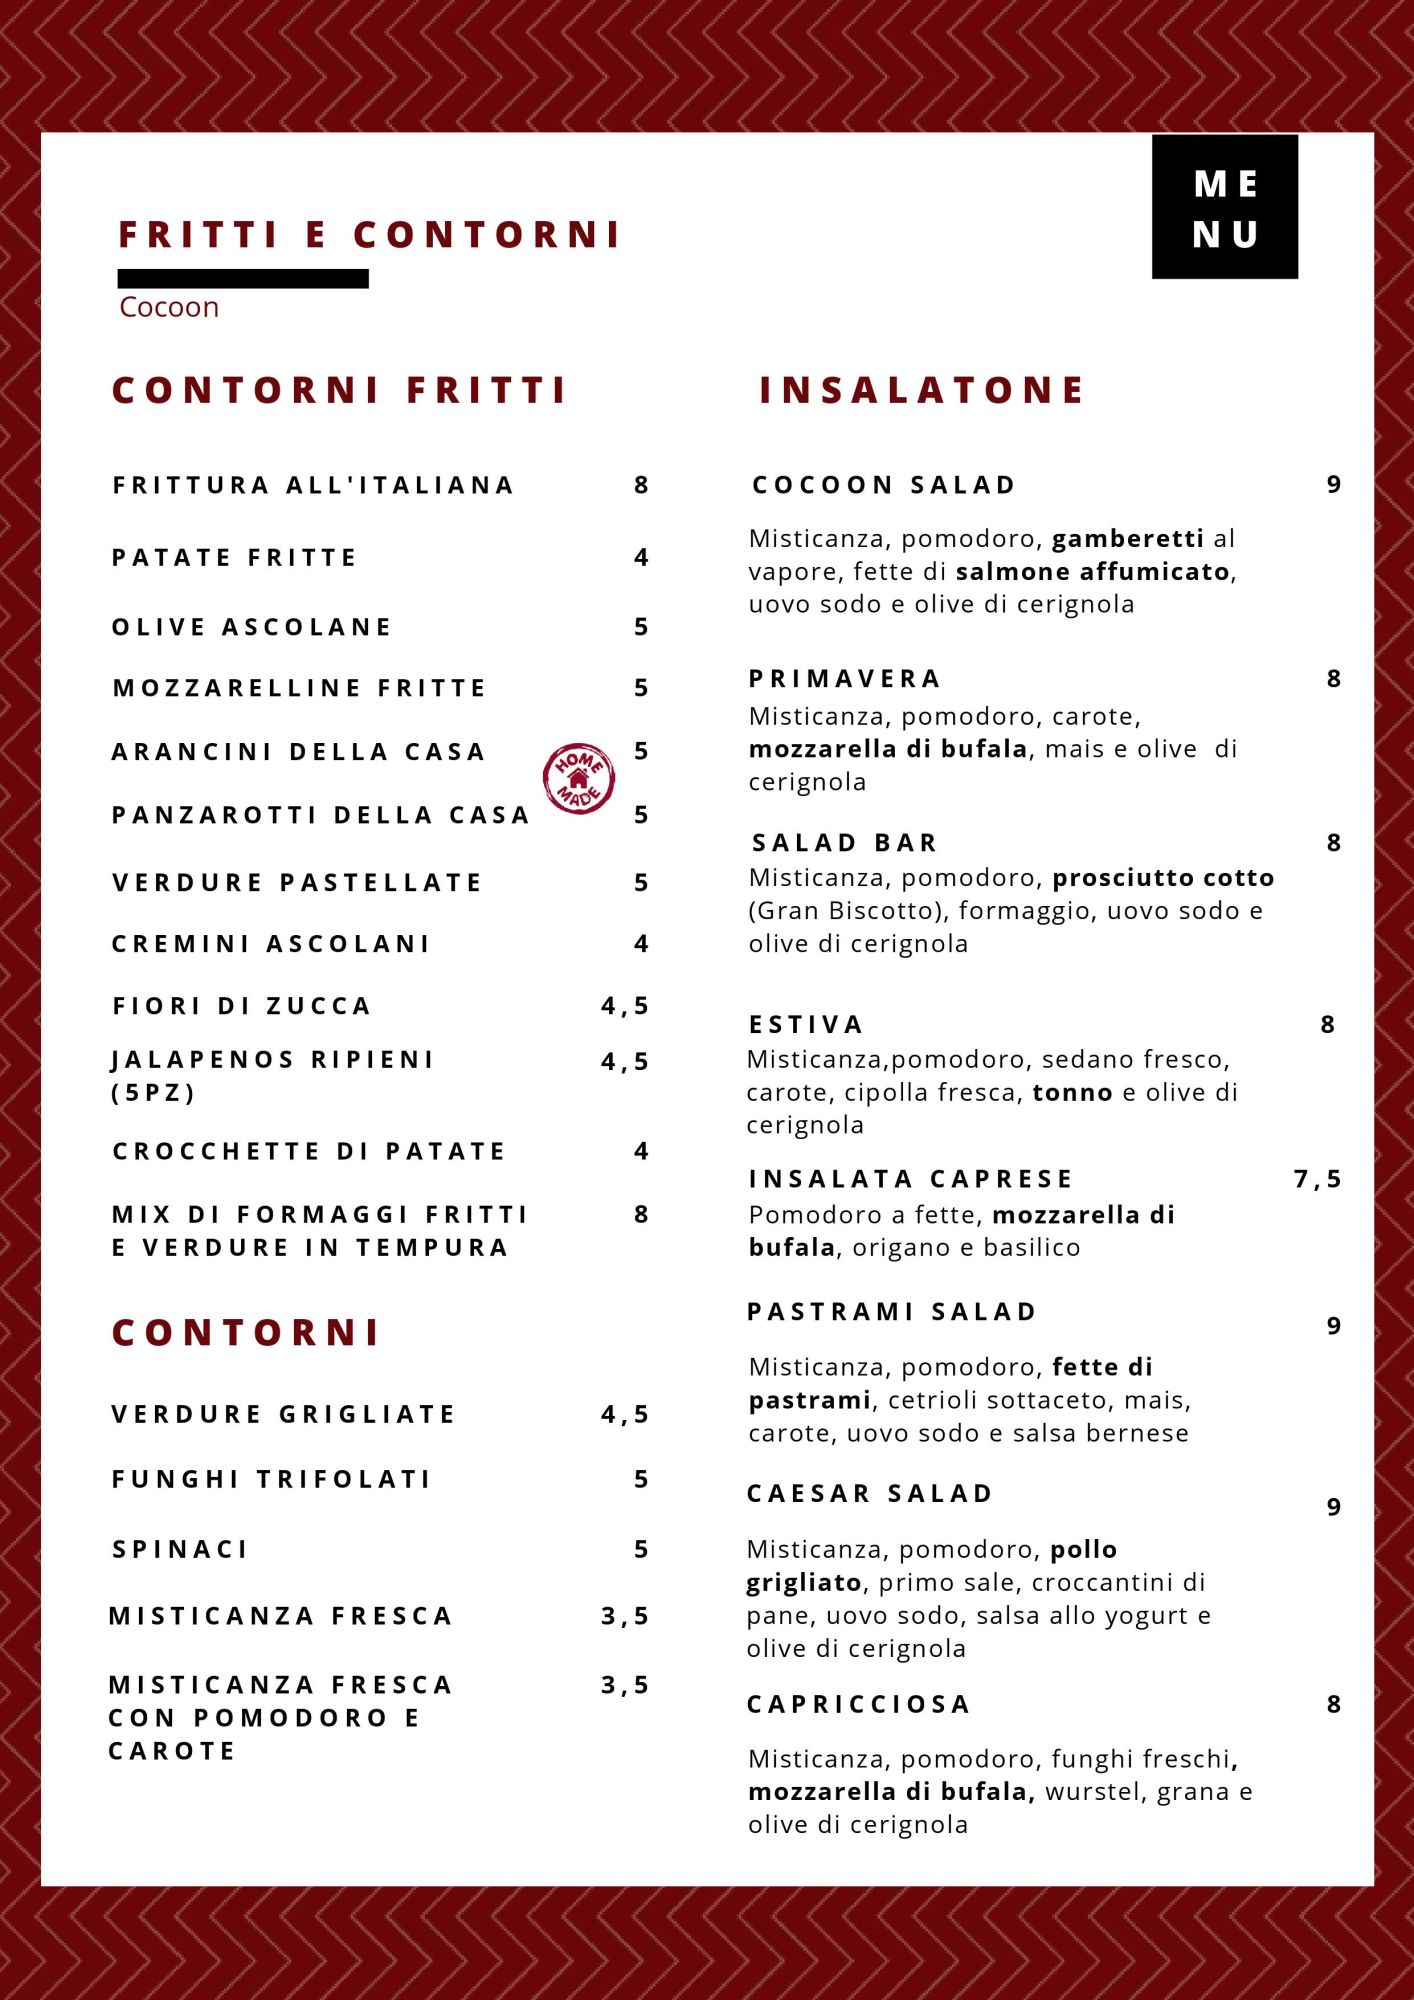 ME
NU
FRITTI E CONTORNI
Cocoon
CONTORNI FRITTI
FRITTURA ALL'ITALIANA 8
PATATE FRITTE 4
OLIVE ASCOLANE 5
MOZZARELLINE FRITTE 5
ARANCINI DELLA CASA 5
HOME
MADE
PANZAROTTI DELLA CASA 5
VERDURE PASTELLATE 5
CREMINI ASCOLANI 4
FIORI DI ZUCCA 4,5
JALAPENOS RIPIENI 4,5
(5PZ)
CROCCHETTE DI PATATE 4
MIX DI FORMAGGI FRITTI 8
E VERDURE IN TEMPURA
CONTORNI
VERDURE GRIGLIATE 4,5
FUNGHI TRIFOLATI 5
SPINACI 5
MISTICANZA FRESCA 3,5
MISTICANZA FRESCA 3,5
CON POMODORO E
CAROTE
INSALATONE
COCOON SALAD 9
Misticanza, pomodoro, gamberetti al
vapore, fette di salmone affumicato,
uovo sodo e olive di cerignola
PRIMAVERA 8
Misticanza, pomodoro, carote,
mozzarella di bufala, mais e olive  di
cerignola
SALAD BAR 8
Misticanza, pomodoro, prosciutto cotto
(Gran Biscotto), formaggio, uovo sodo e
olive di cerignola
ESTIVA 8
Misticanza,pomodoro, sedano fresco,
carote, cipolla fresca, tonno e olive di
cerignola
INSALATA CAPRESE 7,5
Pomodoro a fette, mozzarella di
bufala, origano e basilico
PASTRAMI SALAD 9
Misticanza, pomodoro, fette di
pastrami, cetrioli sottaceto, mais,
carote, uovo sodo e salsa bernese
CAESAR SALAD 9
Misticanza, pomodoro, pollo
grigliato, primo sale, croccantini di
pane, uovo sodo, salsa allo yogurt e
olive di cerignola
CAPRICCIOSA 8
Misticanza, pomodoro, funghi freschi,
mozzarella di bufala, wurstel, grana e
olive di cerignola